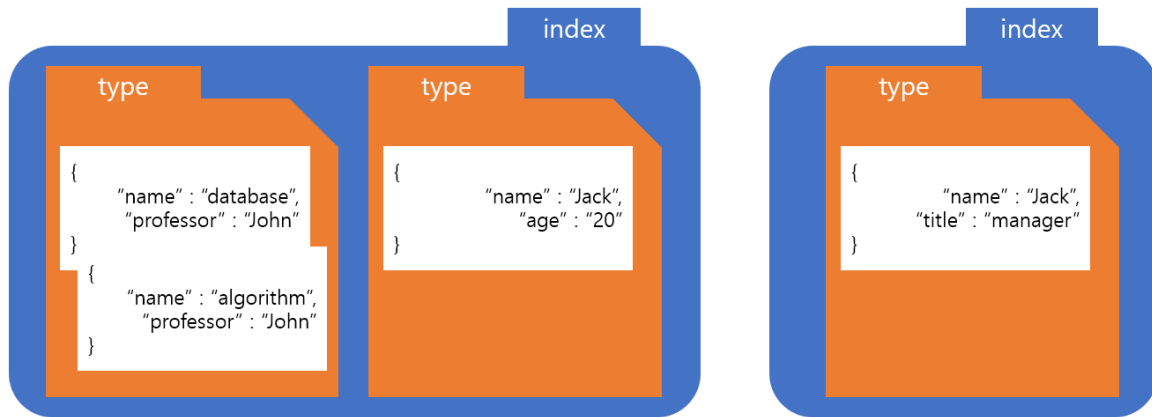 index
type
{
“name” : “database”,
“professor” : “John”
}
{
“name” : “algorithm”,
“professor” : “John”
}
type
{
“name” : “Jack”,
“age” : “20”
}
index
type
{
“name” : “Jack”,
“title” : “manager”
}